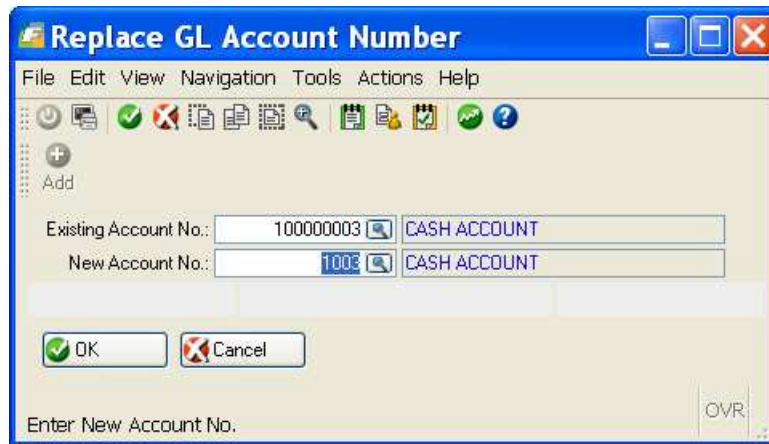 Replace GL Account Number
File Edit View Navigation Tools Actions Help
Add
Existing Account No.: 100000003 CASH ACCOUNT
New Account No.: 1003 CASH ACCOUNT
OK Cancel
OVR
Enter New Account No.